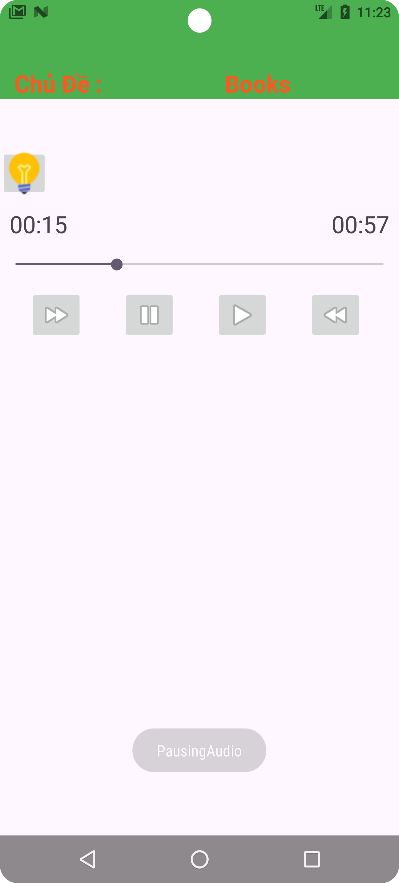 LTE 11:23
Chủ Đề : Books
00:15 00:57
PausingAudio